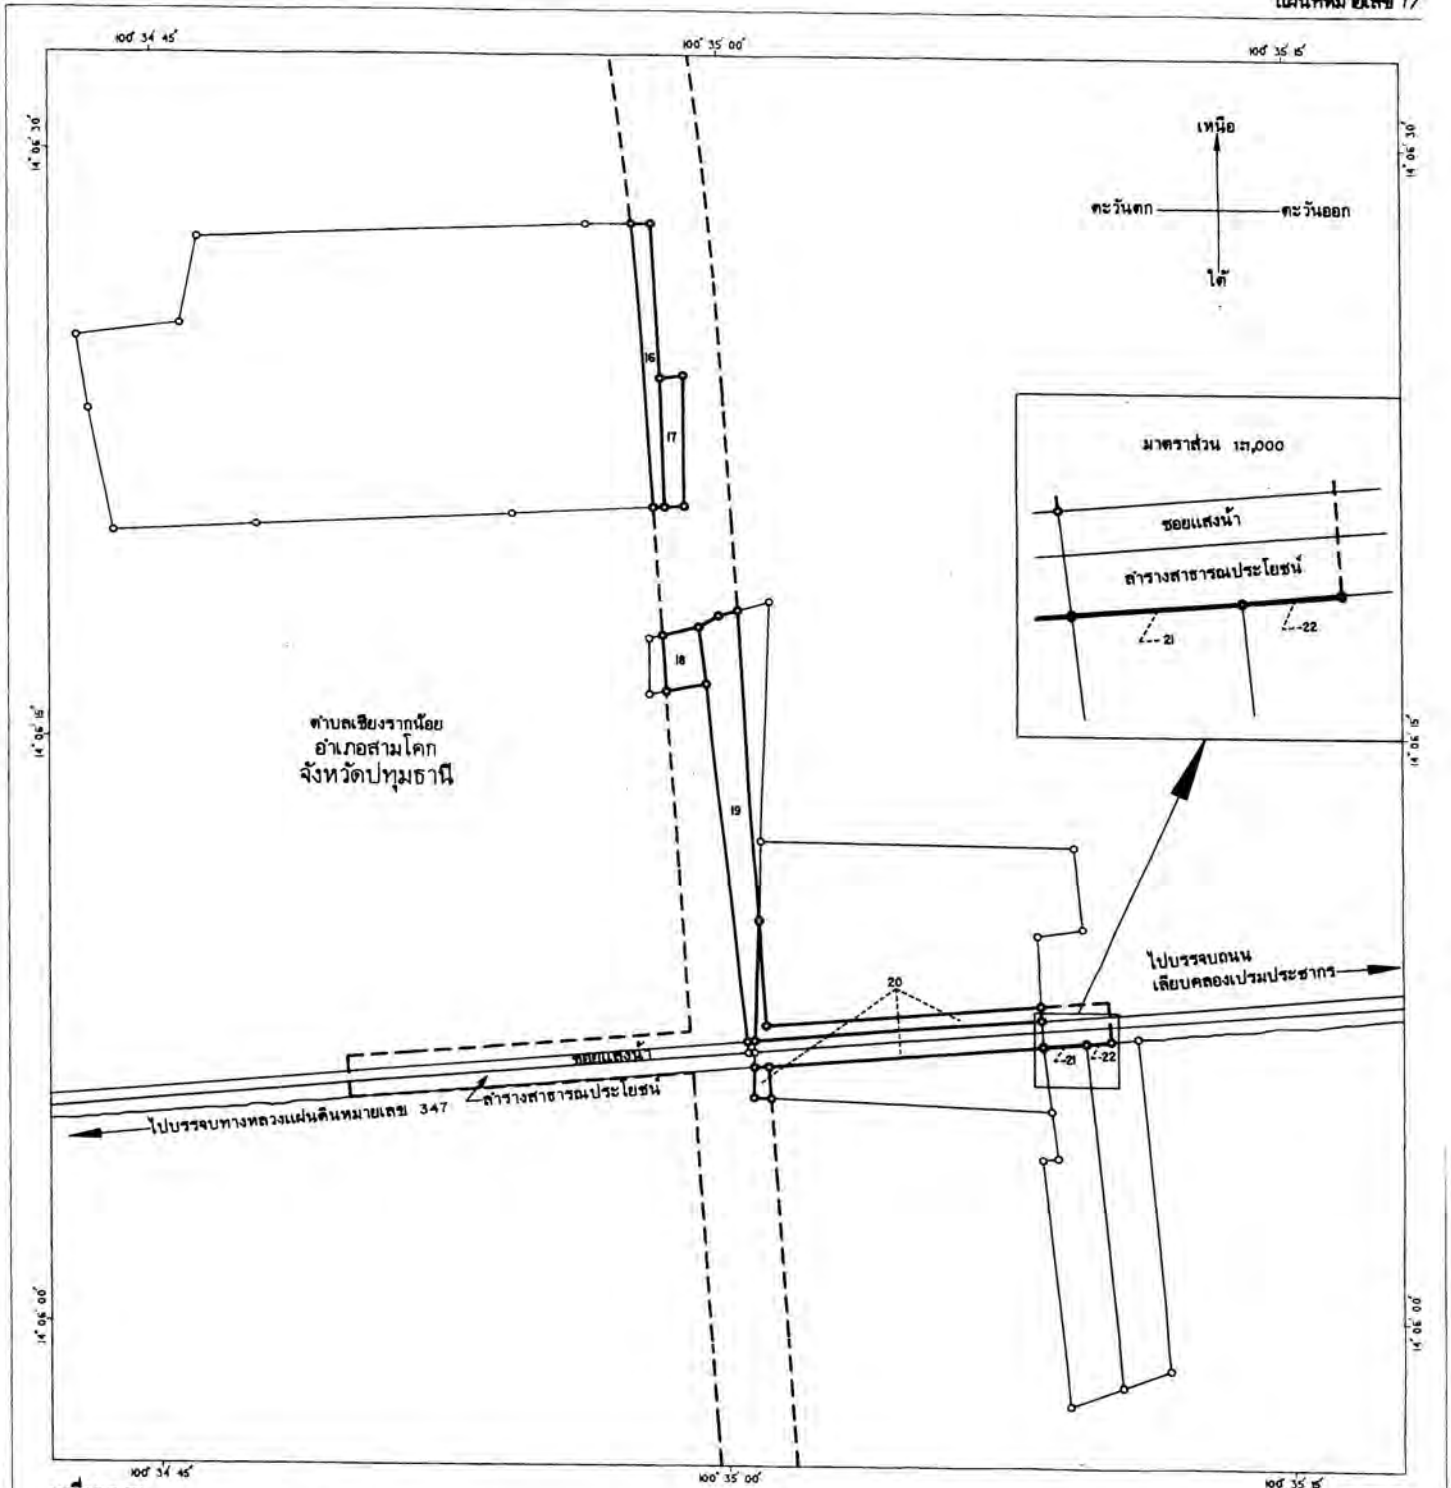 แผนที่หมายเลข 17
100° 34' 45"
100° 35' 00"
100° 35' 15"
14° 06' 30"
14° 06' 30"
เหนือ
ตะวันตก
ตะวันออก
ใต้
16
17
มาตราส่วน 1:1,000
ซอยแสงน้ำ
ลำรางสาธารณประโยชน์
21
22
18
ตำบลเชียงรากน้อย
อำเภอสามโคก
จังหวัดปทุมธานี
14° 06' 15"
14° 06' 15"
19
20
ไปบรรจบถนน
เลียบคลองเปรมประชากร
ซอยแสงน้ำ
21
22
ลำรางสาธารณประโยชน์
ไปบรรจบทางหลวงแผ่นดินหมายเลข 347
14° 06' 00"
14° 06' 00"
100° 34' 45"
100° 35' 00"
100° 35' 15"